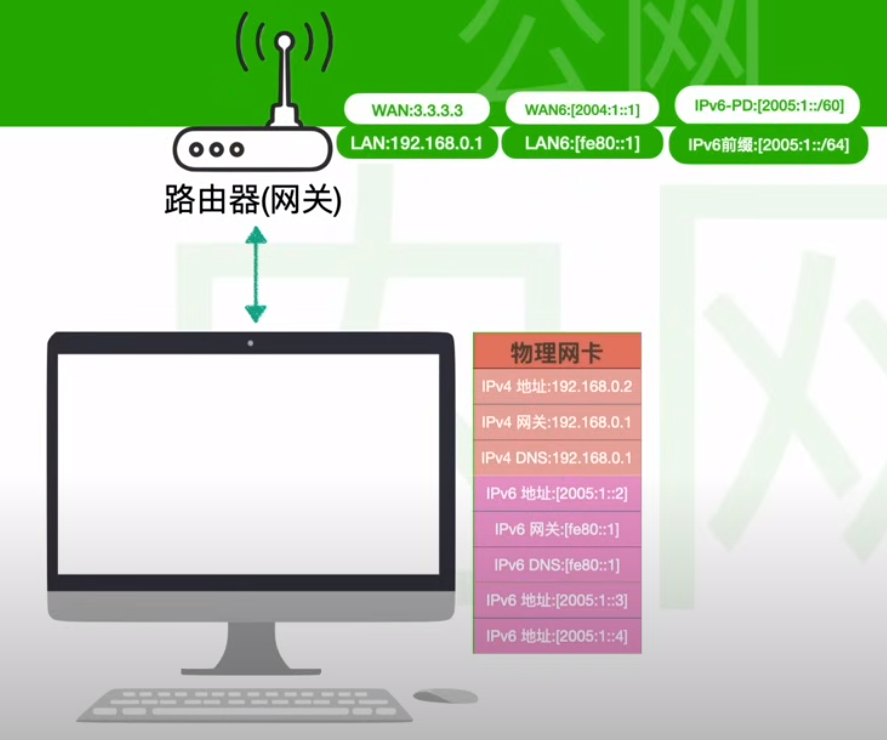 公网
WAN:3.3.3.3
WAN6:[2004:1::1]
IPv6-PD:[2005:1::/60]
LAN:192.168.0.1
LAN6:[fe80::1]
IPv6前缀:[2005:1::/64]
路由器(网关)
内网
物理网卡
IPv4 地址:192.168.0.2
IPv4 网关:192.168.0.1
IPv4 DNS:192.168.0.1
IPv6 地址:[2005:1::2]
IPv6 网关:[fe80::1]
IPv6 DNS:[fe80::1]
IPv6 地址:[2005:1::3]
IPv6 地址:[2005:1::4]